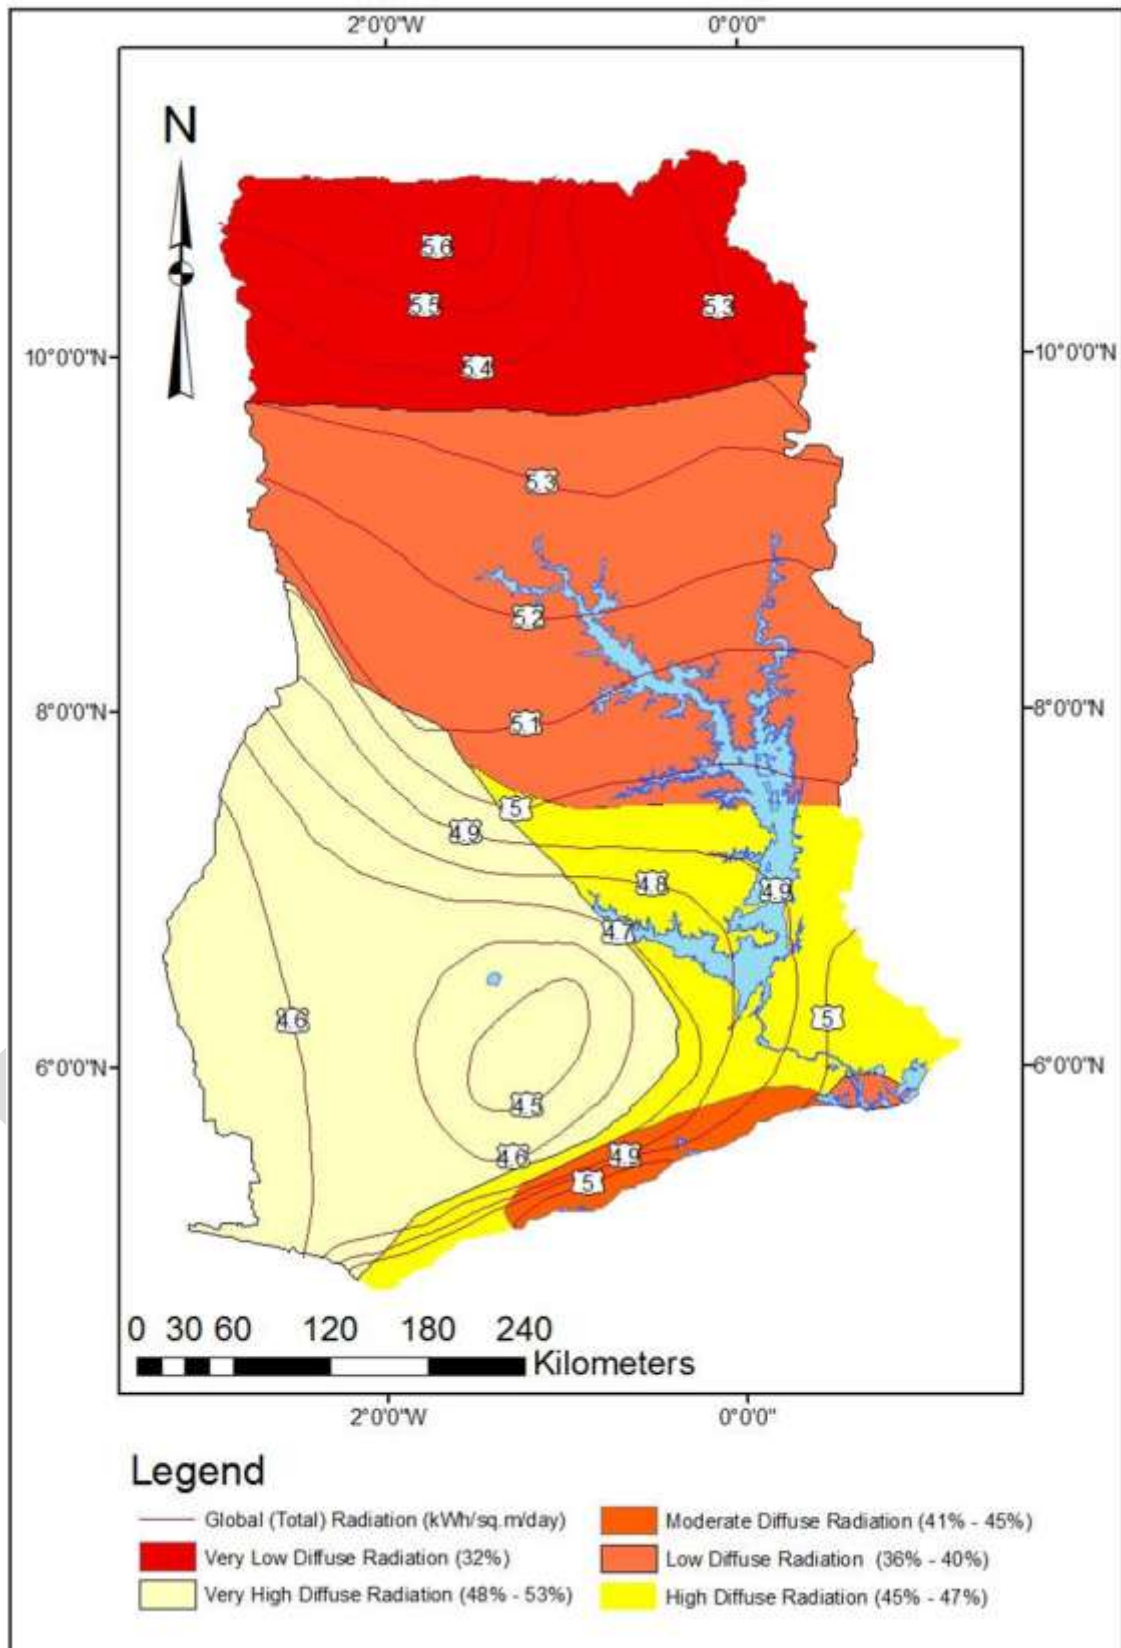 2°0'0"W 0°0'0"
N
5.6
5.5 5.3
10°0'0"N 5.4 10°0'0"N
5.3
5.2
8°0'0"N 5.1 8°0'0"N
5
4.9
4.8 4.9
4.7
4.6 5
6°0'0"N 6°0'0"N
4.5
4.6 4.9
5
0 30 60 120 180 240
Kilometers
2°0'0"W 0°0'0"
Legend
Global (Total) Radiation (kWh/sq.m/day)
Very Low Diffuse Radiation (32%)
Very High Diffuse Radiation (48% - 53%)
Moderate Diffuse Radiation (41% - 45%)
Low Diffuse Radiation (36% - 40%)
High Diffuse Radiation (45% - 47%)